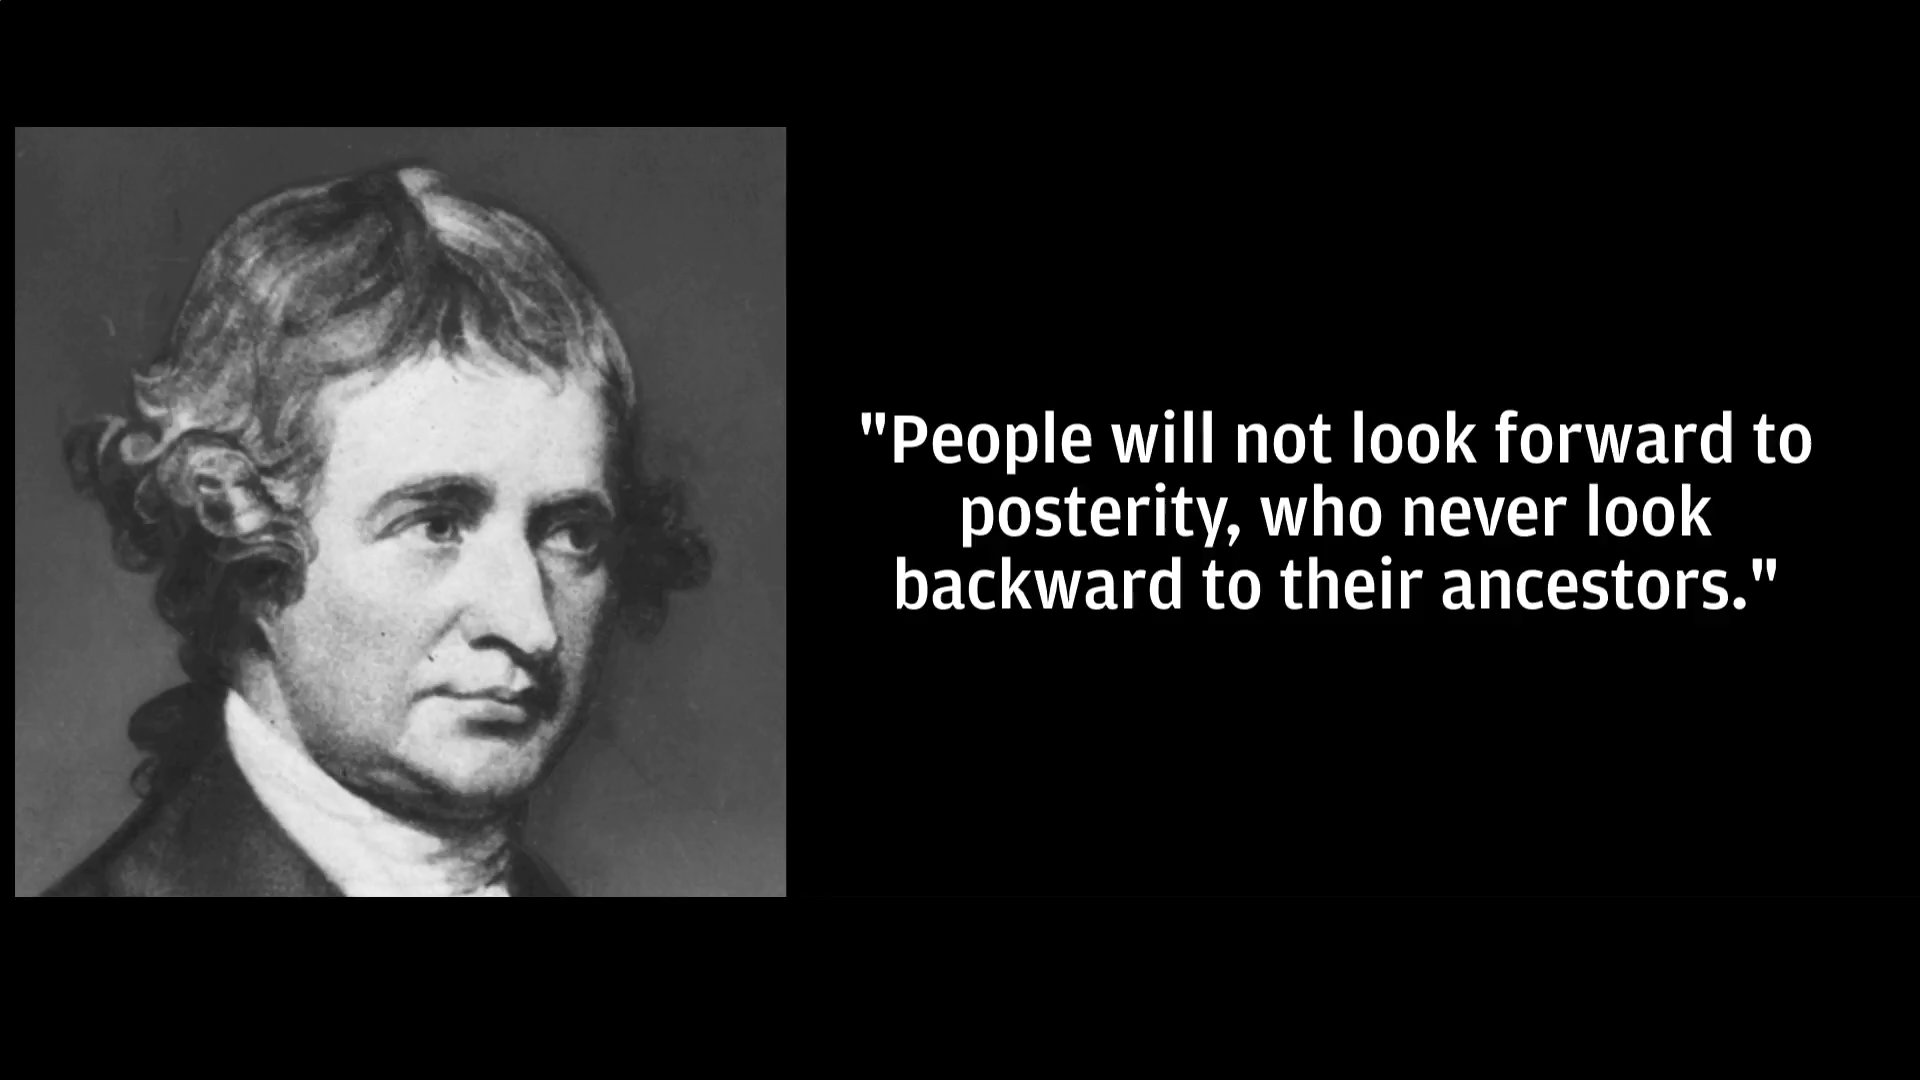 "People will not look forward to
posterity, who never look
backward to their ancestors."